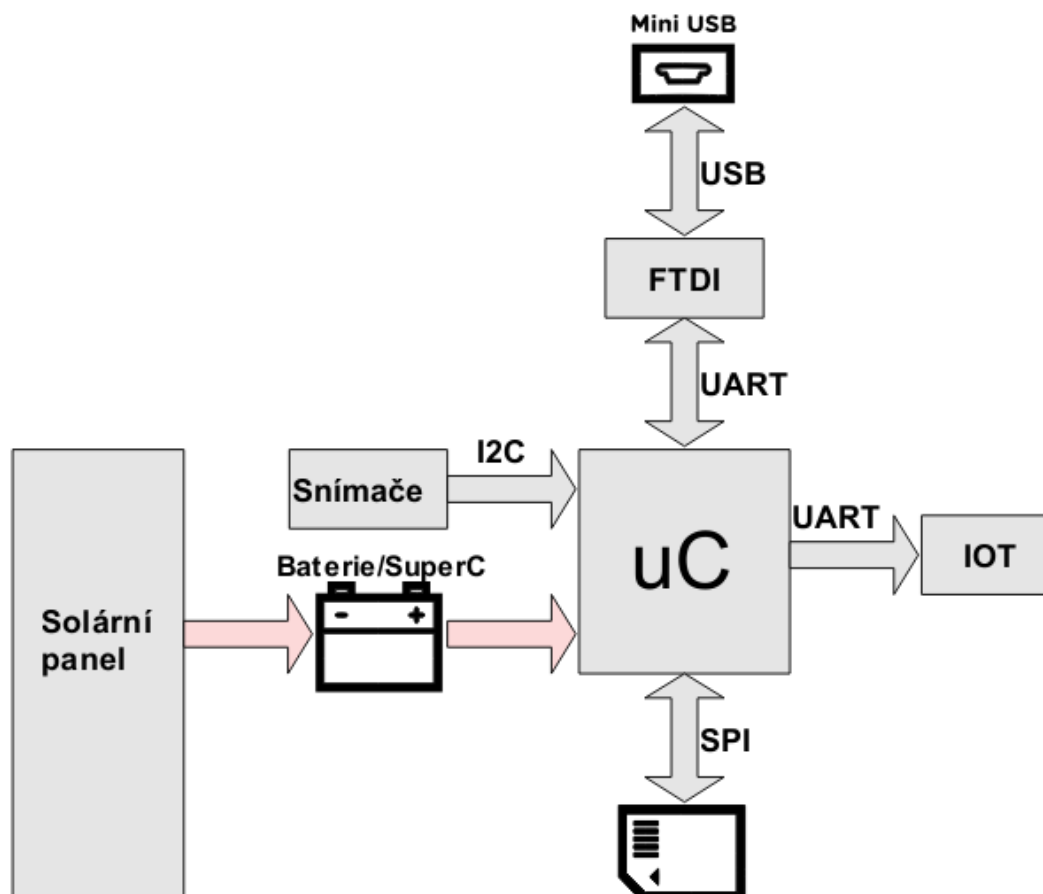 Mini USB
USB
FTDI
UART
I2C
Snímače
uC
UART
IOT
Baterie/SuperC
- +
Solární
panel
SPI